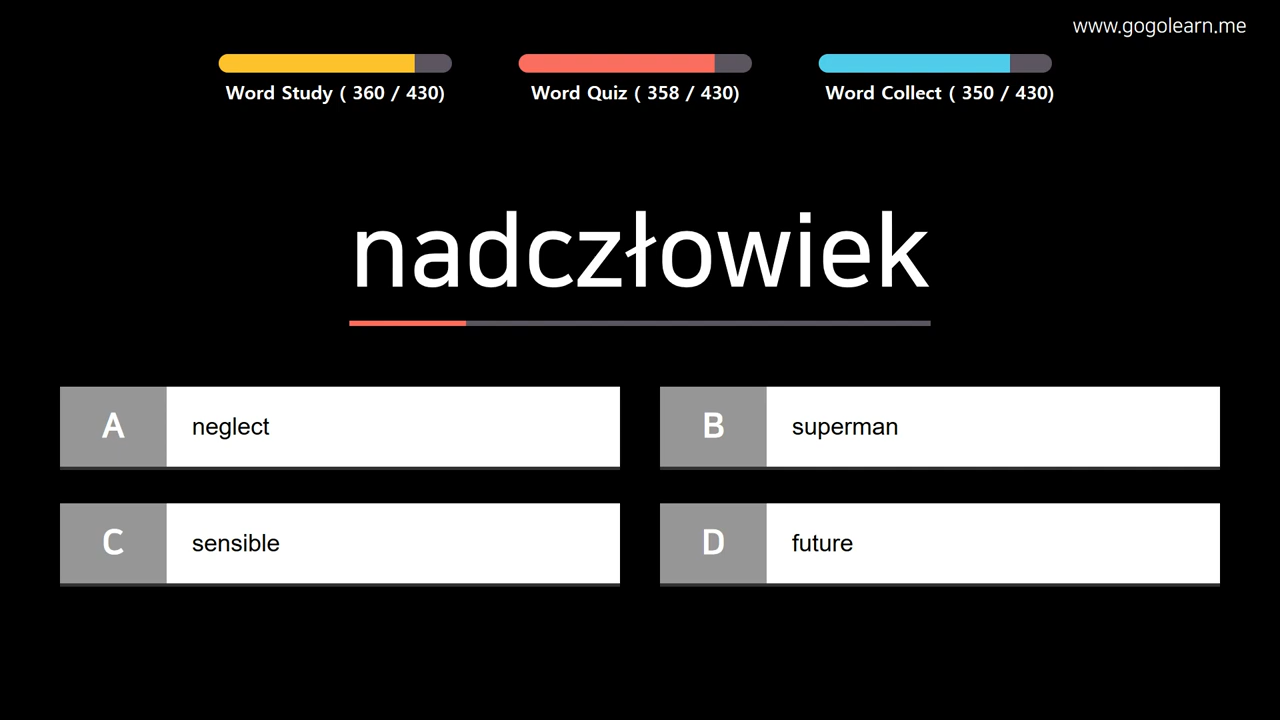 www.gogolearn.me
Word Study ( 360 / 430)
Word Quiz ( 358 / 430)
Word Collect ( 350 / 430)
nadczłowiek
A neglect
B superman
C sensible
D future